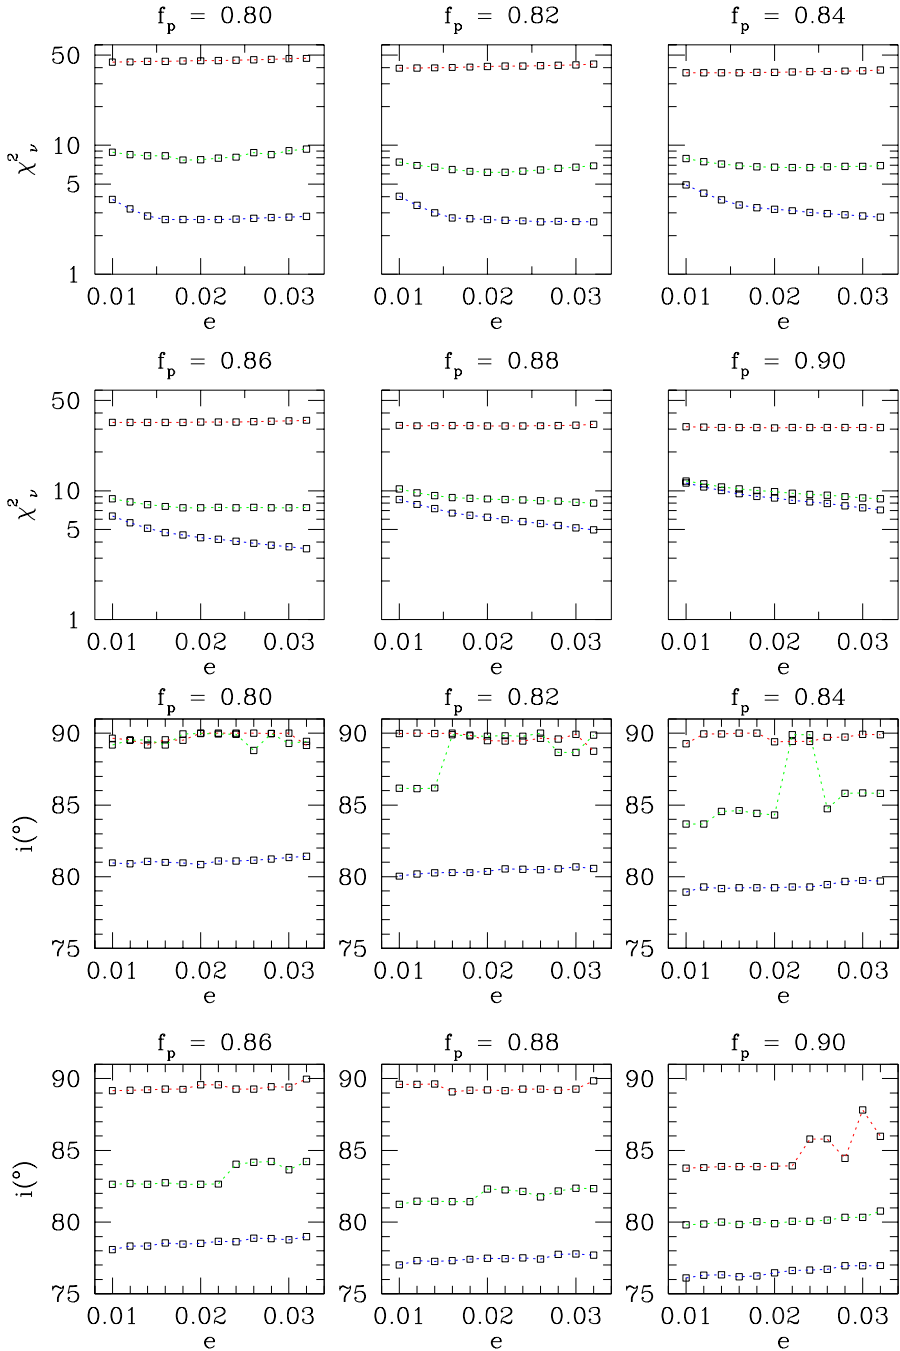 f_p = 0.80 f_p = 0.82 f_p = 0.84
50
10
5
1
χ²_ν
0.01 0.02 0.03 0.01 0.02 0.03 0.01 0.02 0.03
e e e
f_p = 0.86 f_p = 0.88 f_p = 0.90
50
10
5
1
χ²_ν
0.01 0.02 0.03 0.01 0.02 0.03 0.01 0.02 0.03
e e e
f_p = 0.80 f_p = 0.82 f_p = 0.84
90 90 90
85 85 85
80 80 80
75 75 75
i(°)
0.01 0.02 0.03 0.01 0.02 0.03 0.01 0.02 0.03
e e e
f_p = 0.86 f_p = 0.88 f_p = 0.90
90 90 90
85 85 85
80 80 80
75 75 75
i(°)
0.01 0.02 0.03 0.01 0.02 0.03 0.01 0.02 0.03
e e e